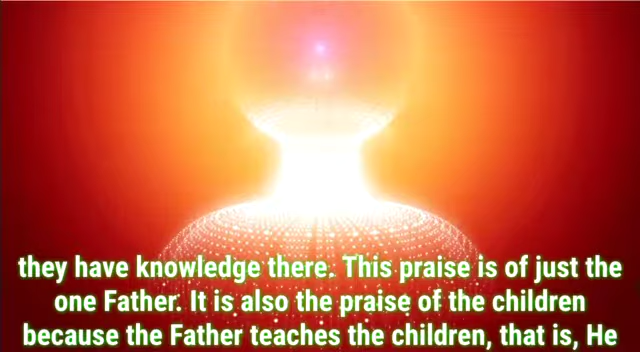 they have knowledge there. This praise is of just the
one Father. It is also the praise of the children
because the Father teaches the children, that is, He